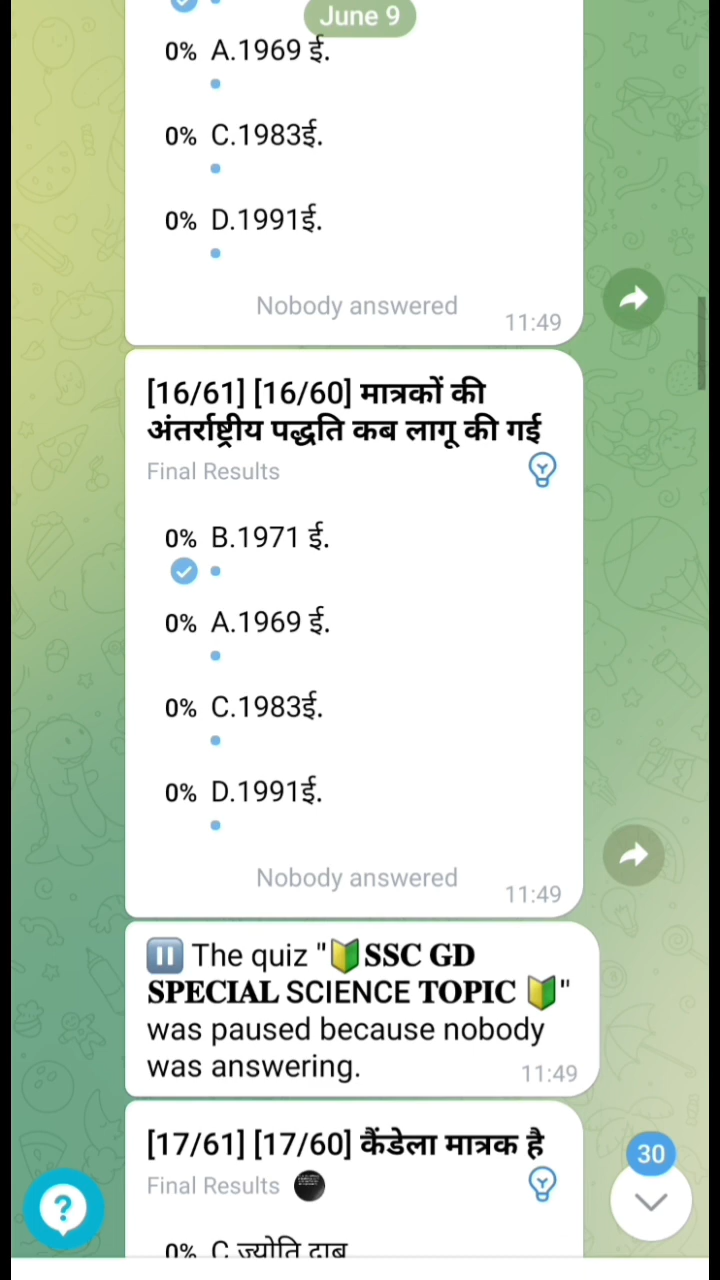 June 9
0% A.1969 ई.
0% C.1983ई.
0% D.1991ई.
Nobody answered
11:49
[16/61] [16/60] मात्रकों की
अंतर्राष्ट्रीय पद्धति कब लागू की गई
Final Results
0% B.1971 ई.
0% A.1969 ई.
0% C.1983ई.
0% D.1991ई.
Nobody answered
11:49
The quiz "🔰𝐒𝐒𝐂 𝐆𝐃
𝐒𝐏𝐄𝐂𝐈𝐀𝐋 SCIENCE 𝐓𝐎𝐏𝐈𝐂 🔰"
was paused because nobody
was answering.
11:49
[17/61] [17/60] कैंडेला मात्रक है
Final Results
30
0% C ज्योति दाब